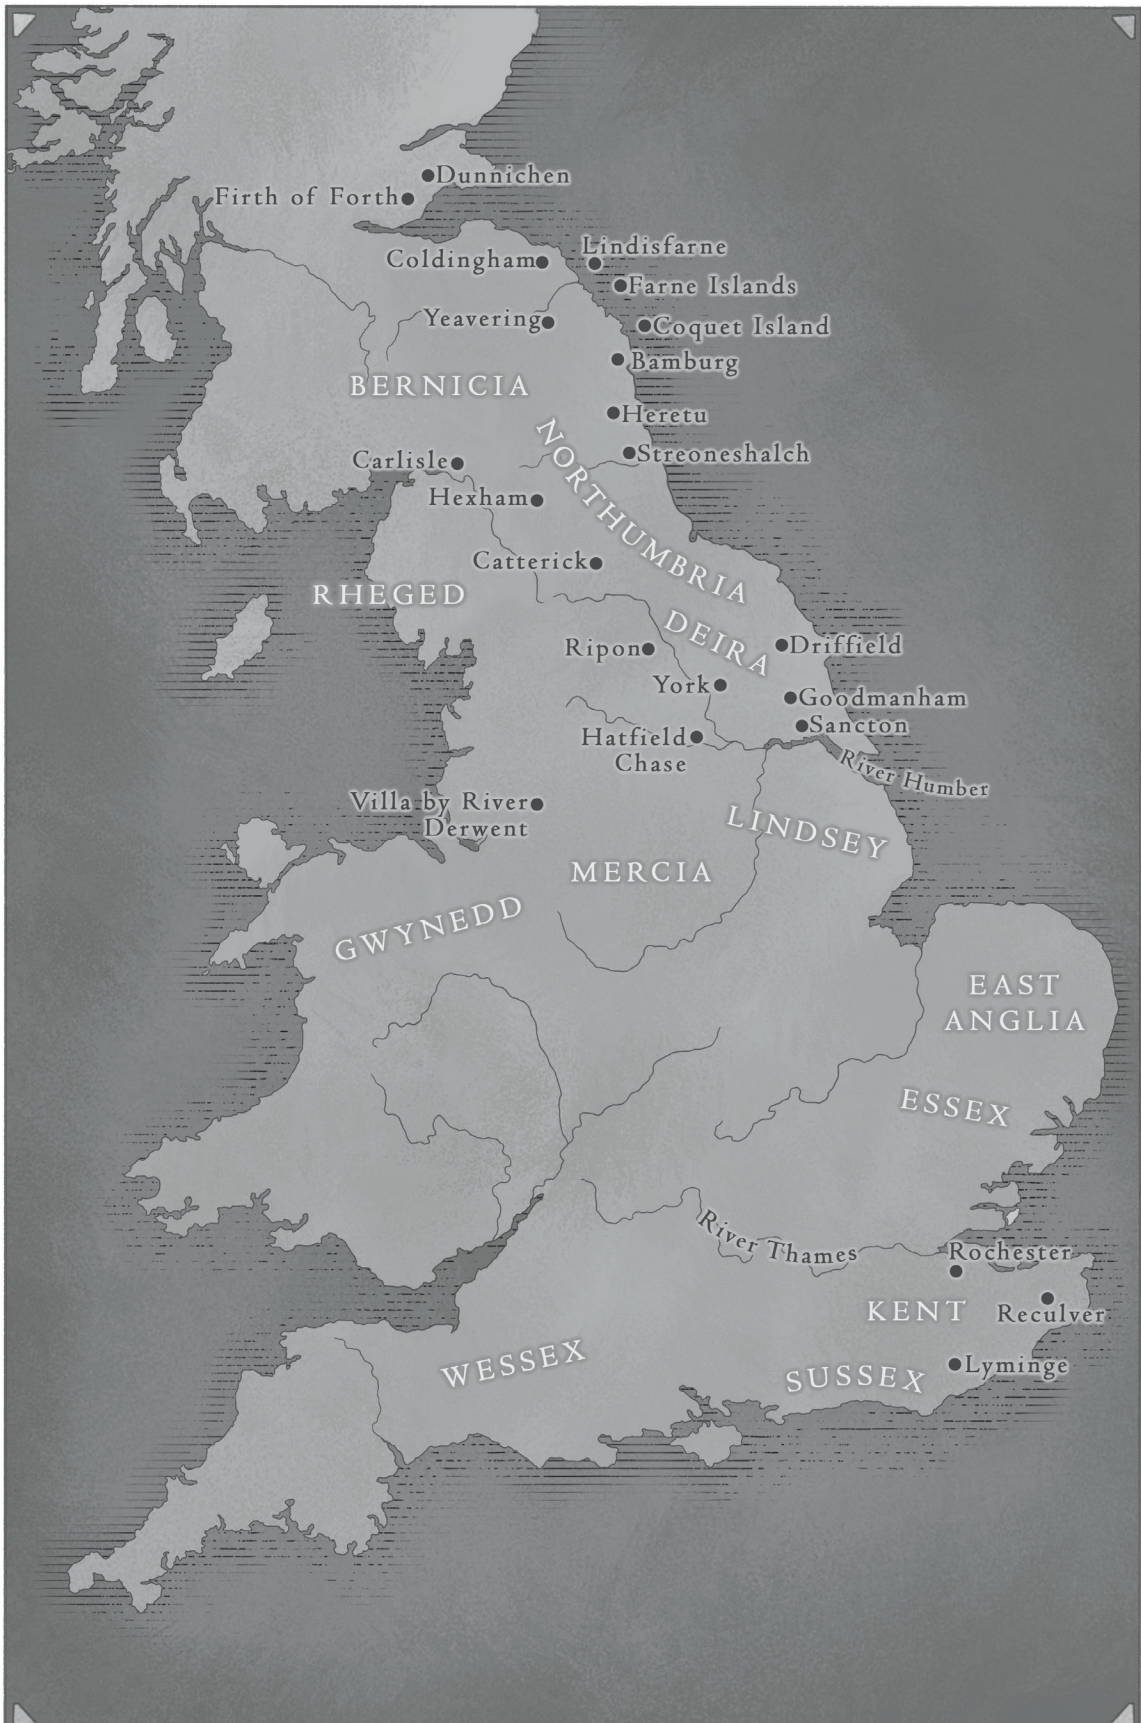 Dunnichen
Firth of Forth
Lindisfarne
Coldingham
Farne Islands
Yeavering
Coquet Island
Bamburg
BERNICIA
Heretu
NORTHUMBRIA
Streoneshalch
Carlisle
Hexham
Catterick
RHEGED
DEIRA
Ripon
Driffield
York
Goodmanham
Sancton
Hatfield
Chase
River Humber
Villa by River
Derwent
LINDSEY
MERCIA
GWYNEDD
EAST
ANGLIA
ESSEX
River Thames
Rochester
KENT
Reculver
WESSEX
SUSSEX
Lyminge